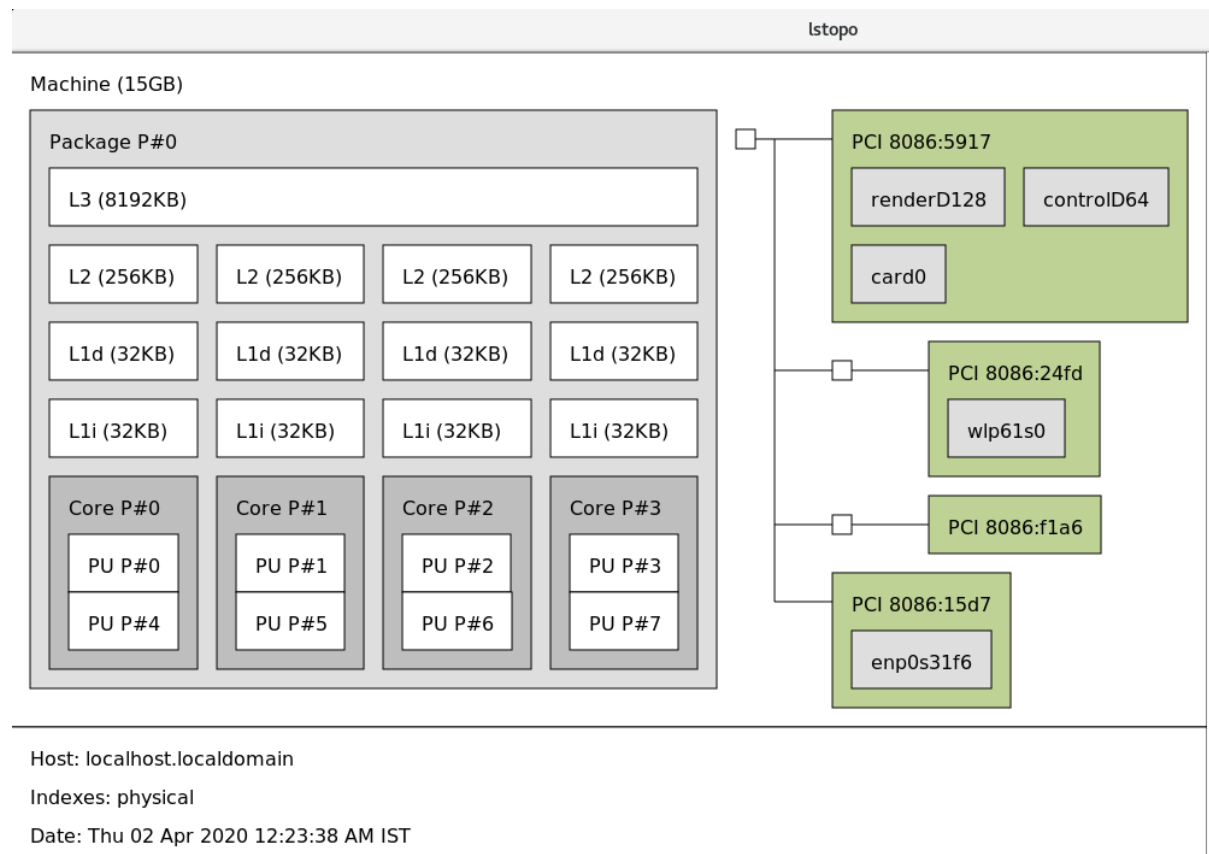 lstopo
Machine (15GB)
Package P#0
L3 (8192KB)
L2 (256KB) L2 (256KB) L2 (256KB) L2 (256KB)
L1d (32KB) L1d (32KB) L1d (32KB) L1d (32KB)
L1i (32KB) L1i (32KB) L1i (32KB) L1i (32KB)
Core P#0 Core P#1 Core P#2 Core P#3
PU P#0 PU P#1 PU P#2 PU P#3
PU P#4 PU P#5 PU P#6 PU P#7
PCI 8086:5917
renderD128 controlD64
card0
PCI 8086:24fd
wlp61s0
PCI 8086:f1a6
PCI 8086:15d7
enp0s31f6
Host: localhost.localdomain
Indexes: physical
Date: Thu 02 Apr 2020 12:23:38 AM IST